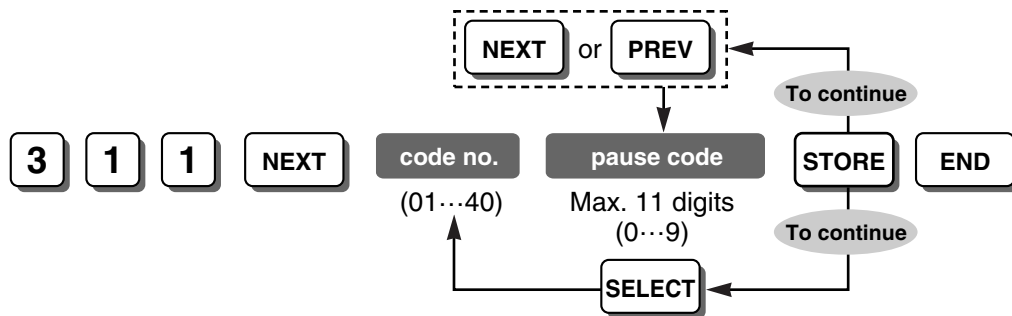 NEXT or PREV
To continue
3 1 1 NEXT code no. pause code STORE END
(01···40) Max. 11 digits
(0···9)
To continue
SELECT